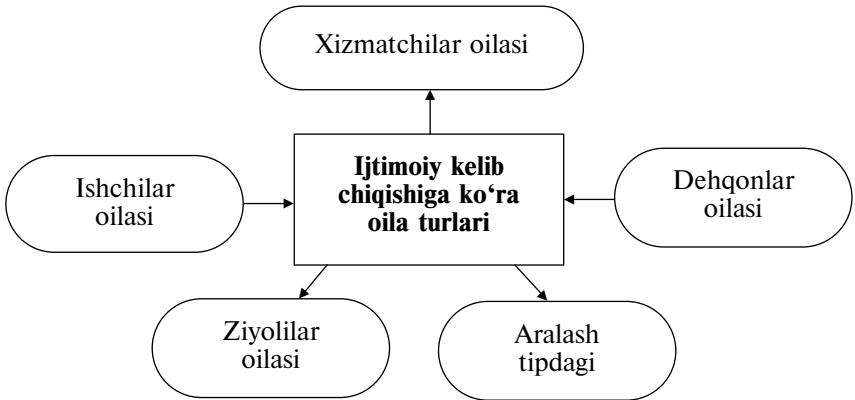 Xizmatchilar oilasi
Ishchilar
oilasi
Ijtimoiy kelib
chiqishiga ko‘ra
oila turlari
Dehqonlar
oilasi
Ziyolilar
oilasi
Aralash
tipdagi